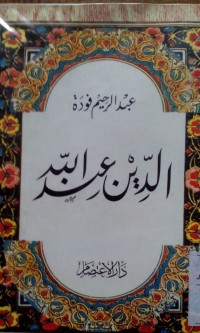 عبد الرحيم فودة
الدين عند الله
دار الاعتصام